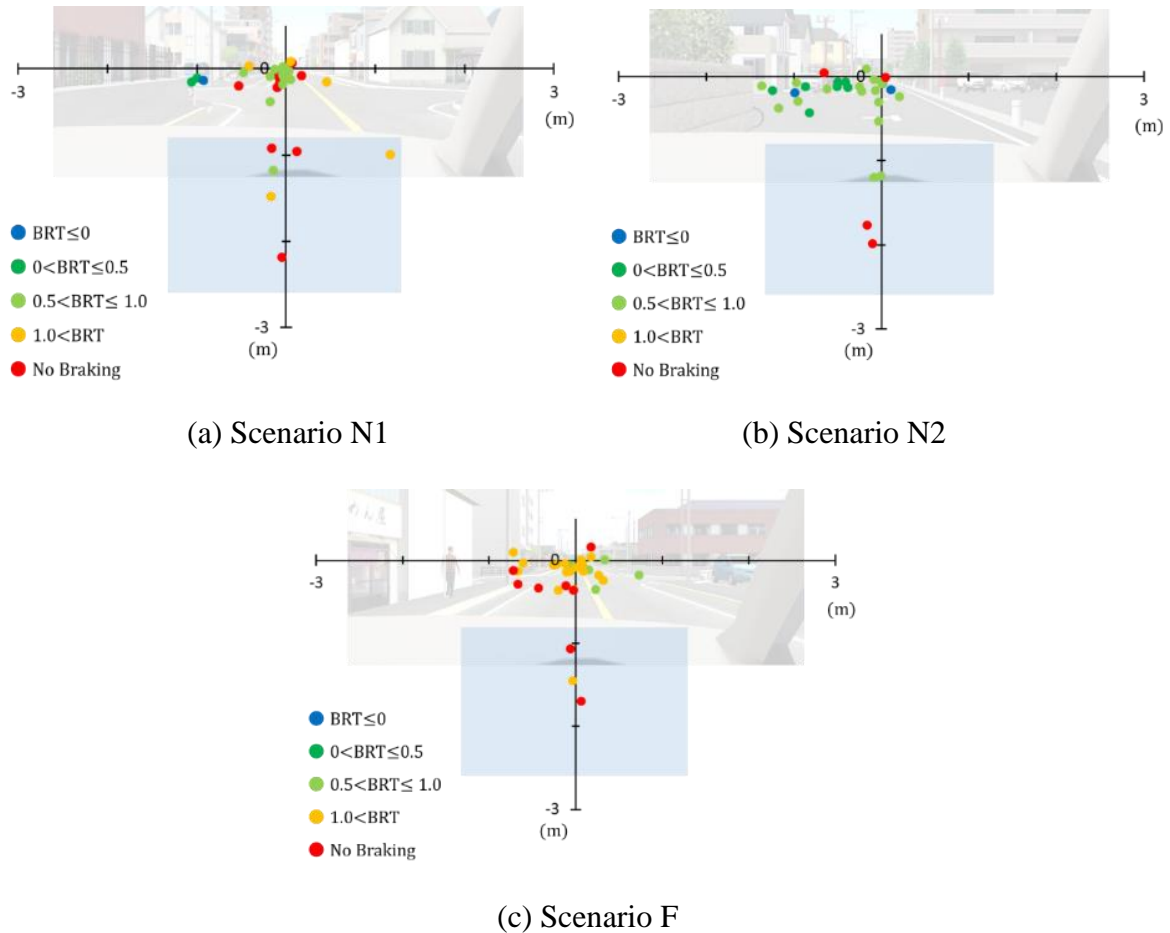 0
-3
3
(m)
-3
(m)
BRT≤0
0<BRT≤0.5
0.5<BRT≤ 1.0
1.0<BRT
No Braking
(a) Scenario N1
0
-3
3
(m)
-3
(m)
BRT≤0
0<BRT≤0.5
0.5<BRT≤ 1.0
1.0<BRT
No Braking
(b) Scenario N2
0
-3
3
(m)
-3
(m)
BRT≤0
0<BRT≤0.5
0.5<BRT≤ 1.0
1.0<BRT
No Braking
(c) Scenario F